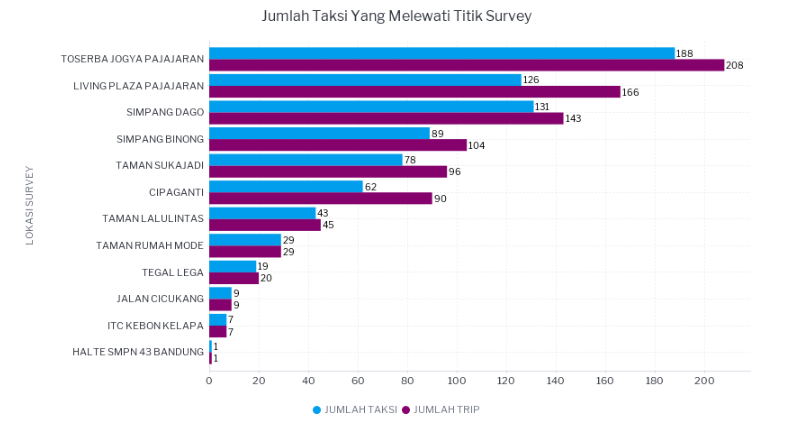 Jumlah Taksi Yang Melewati Titik Survey
LOKASI SURVEY
TOSERBA JOGYA PAJAJARAN 188 208
LIVING PLAZA PAJAJARAN 126 166
SIMPANG DAGO 131 143
SIMPANG BINONG 89 104
TAMAN SUKAJADI 78 96
CIPAGANTI 62 90
TAMAN LALULINTAS 43 45
TAMAN RUMAH MODE 29 29
TEGAL LEGA 19 20
JALAN CICUKANG 9 9
ITC KEBON KELAPA 7 7
HALTE SMPN 43 BANDUNG 1 1
0 20 40 60 80 100 120 140 160 180 200
JUMLAH TAKSI JUMLAH TRIP